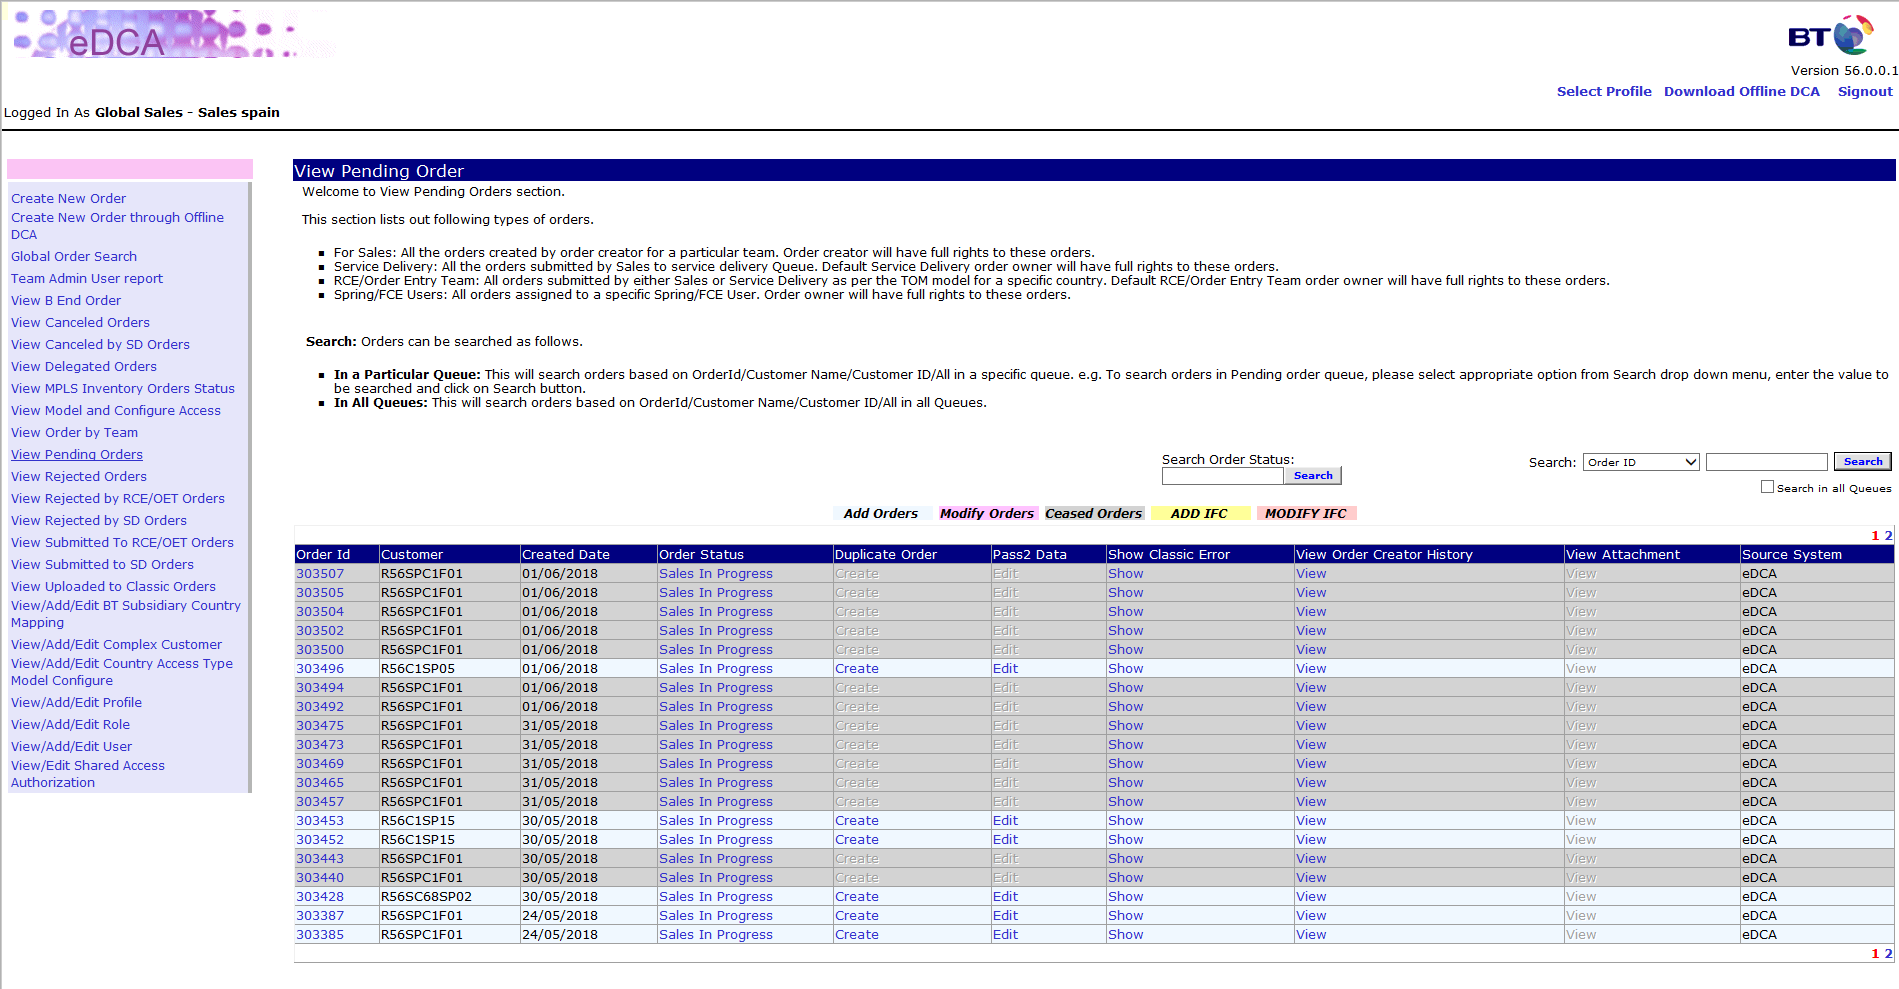 eDCA
BT
Version 56.0.0.1
Select Profile Download Offline DCA Signout
Logged In As Global Sales - Sales spain
Create New Order
Create New Order through Offline
DCA
Global Order Search
Team Admin User report
View B End Order
View Canceled Orders
View Canceled by SD Orders
View Delegated Orders
View MPLS Inventory Orders Status
View Model and Configure Access
View Order by Team
View Pending Orders
View Rejected Orders
View Rejected by RCE/OET Orders
View Rejected by SD Orders
View Submitted To RCE/OET Orders
View Submitted to SD Orders
View Uploaded to Classic Orders
View/Add/Edit BT Subsidiary Country
Mapping
View/Add/Edit Complex Customer
View/Add/Edit Country Access Type
Model Configure
View/Add/Edit Profile
View/Add/Edit Role
View/Add/Edit User
View/Edit Shared Access
Authorization
View Pending Order
Welcome to View Pending Orders section.
This section lists out following types of orders.
For Sales: All the orders created by order creator for a particular team. Order creator will have full rights to these orders.
Service Delivery: All the orders submitted by Sales to service delivery Queue. Default Service Delivery order owner will have full rights to these orders.
RCE/Order Entry Team: All orders submitted by either Sales or Service Delivery as per the TOM model for a specific country. Default RCE/Order Entry Team order owner will have full rights to these orders.
Spring/FCE Users: All orders assigned to a specific Spring/FCE User. Order owner will have full rights to these orders.
Search: Orders can be searched as follows.
In a Particular Queue: This will search orders based on OrderId/Customer Name/Customer ID/All in a specific queue. e.g. To search orders in Pending order queue, please select appropriate option from Search drop down menu, enter the value to
be searched and click on Search button.
In All Queues: This will search orders based on OrderId/Customer Name/Customer ID/All in all Queues.
Search Order Status:
Search
Search: Order ID Search
Search in all Queues
Add Orders Modify Orders Ceased Orders ADD IFC MODIFY IFC
1 2
Order Id Customer Created Date Order Status Duplicate Order Pass2 Data Show Classic Error View Order Creator History View Attachment Source System
303507 R56SPC1F01 01/06/2018 Sales In Progress Create Edit Show View View eDCA
303505 R56SPC1F01 01/06/2018 Sales In Progress Create Edit Show View View eDCA
303504 R56SPC1F01 01/06/2018 Sales In Progress Create Edit Show View View eDCA
303502 R56SPC1F01 01/06/2018 Sales In Progress Create Edit Show View View eDCA
303500 R56SPC1F01 01/06/2018 Sales In Progress Create Edit Show View View eDCA
303496 R56C1SP05 01/06/2018 Sales In Progress Create Edit Show View View eDCA
303494 R56SPC1F01 01/06/2018 Sales In Progress Create Edit Show View View eDCA
303492 R56SPC1F01 01/06/2018 Sales In Progress Create Edit Show View View eDCA
303475 R56SPC1F01 31/05/2018 Sales In Progress Create Edit Show View View eDCA
303473 R56SPC1F01 31/05/2018 Sales In Progress Create Edit Show View View eDCA
303469 R56SPC1F01 31/05/2018 Sales In Progress Create Edit Show View View eDCA
303465 R56SPC1F01 31/05/2018 Sales In Progress Create Edit Show View View eDCA
303457 R56SPC1F01 31/05/2018 Sales In Progress Create Edit Show View View eDCA
303453 R56C1SP15 30/05/2018 Sales In Progress Create Edit Show View View eDCA
303452 R56C1SP15 30/05/2018 Sales In Progress Create Edit Show View View eDCA
303443 R56SPC1F01 30/05/2018 Sales In Progress Create Edit Show View View eDCA
303440 R56SPC1F01 30/05/2018 Sales In Progress Create Edit Show View View eDCA
303428 R56SC68SP02 30/05/2018 Sales In Progress Create Edit Show View View eDCA
303387 R56SPC1F01 24/05/2018 Sales In Progress Create Edit Show View View eDCA
303385 R56SPC1F01 24/05/2018 Sales In Progress Create Edit Show View View eDCA
1 2